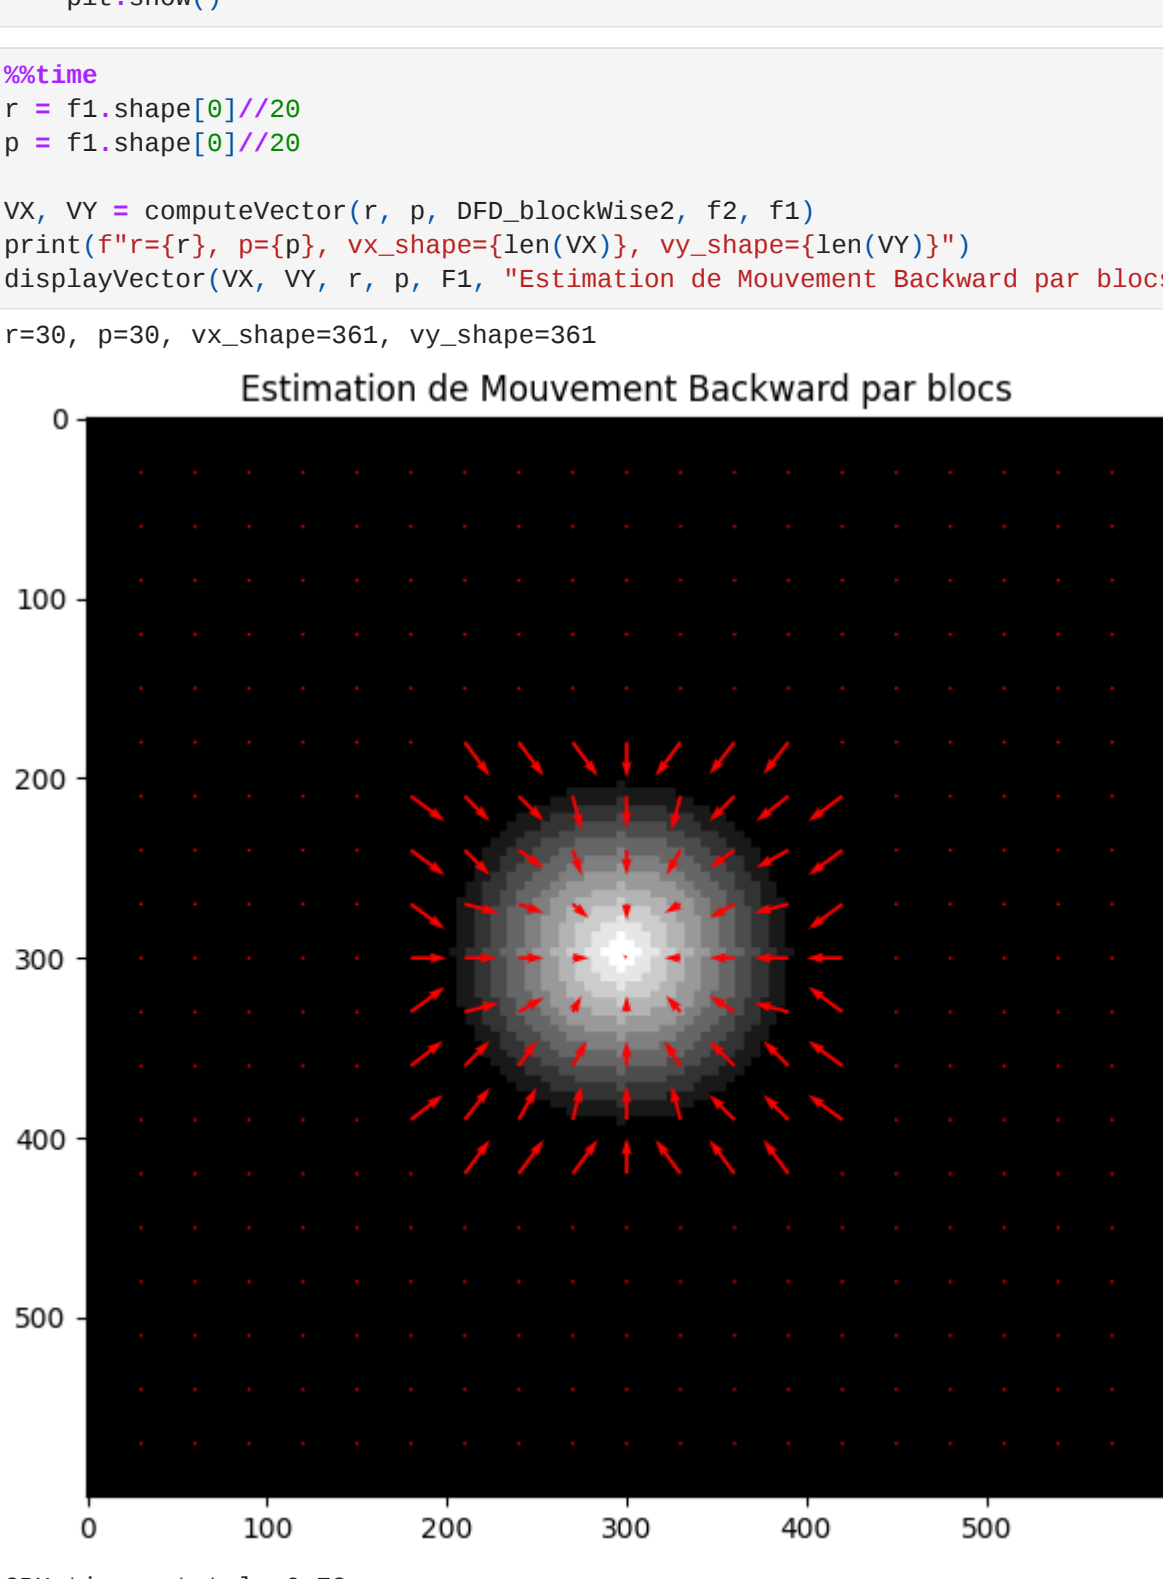 plt.show()
%%time
r = f1.shape[0]//20
p = f1.shape[0]//20
VX, VY = computeVector(r, p, DFD_blockWise2, f2, f1)
print(f"r={r}, p={p}, vx_shape={len(VX)}, vy_shape={len(VY)}")
displayVector(VX, VY, r, p, F1, "Estimation de Mouvement Backward par blocs
r=30, p=30, vx_shape=361, vy_shape=361
Estimation de Mouvement Backward par blocs
0
100
200
300
400
500
0 100 200 300 400 500